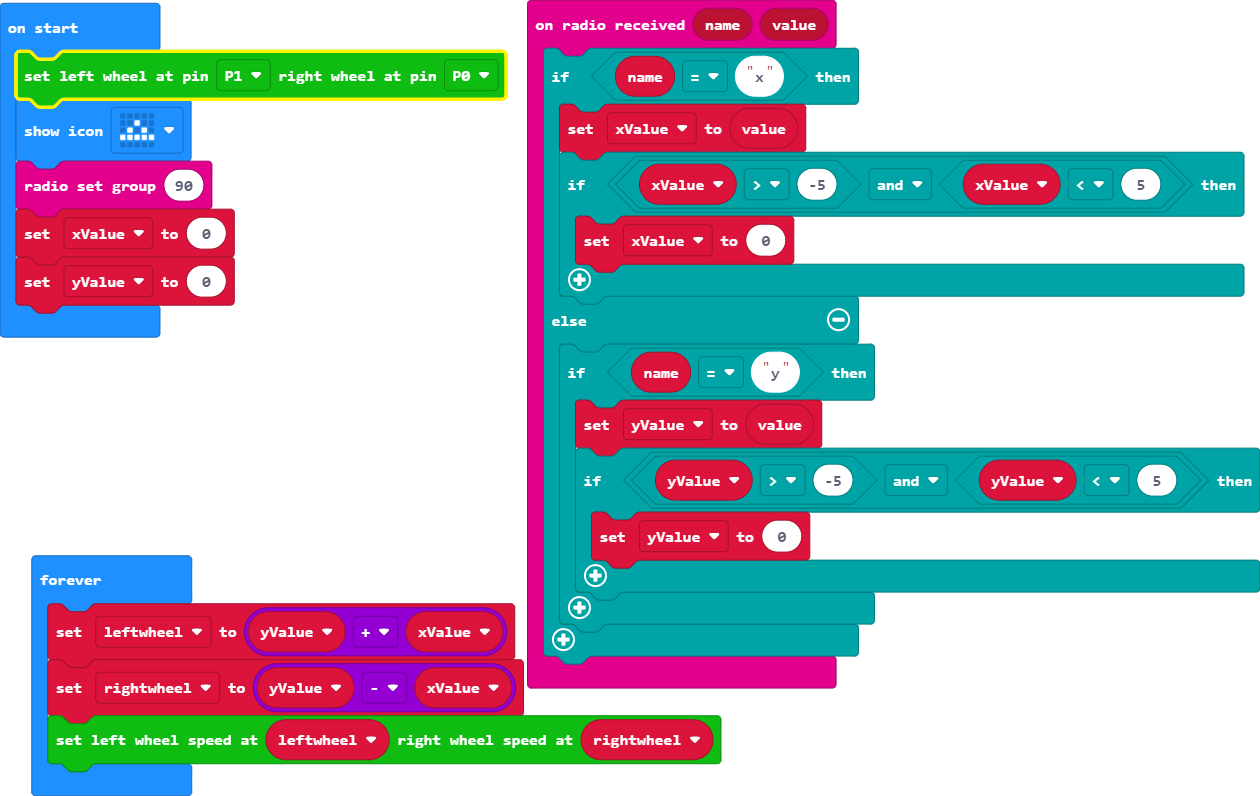 on start
set left wheel at pin P1 right wheel at pin P0
show icon
radio set group 90
set xValue to 0
set yValue to 0
on radio received name value
if name = "x" then
set xValue to value
if xValue > -5 and xValue < 5 then
set xValue to 0
else
if name = "y" then
set yValue to value
if yValue > -5 and yValue < 5 then
set yValue to 0
forever
set leftwheel to yValue + xValue
set rightwheel to yValue - xValue
set left wheel speed at leftwheel right wheel speed at rightwheel